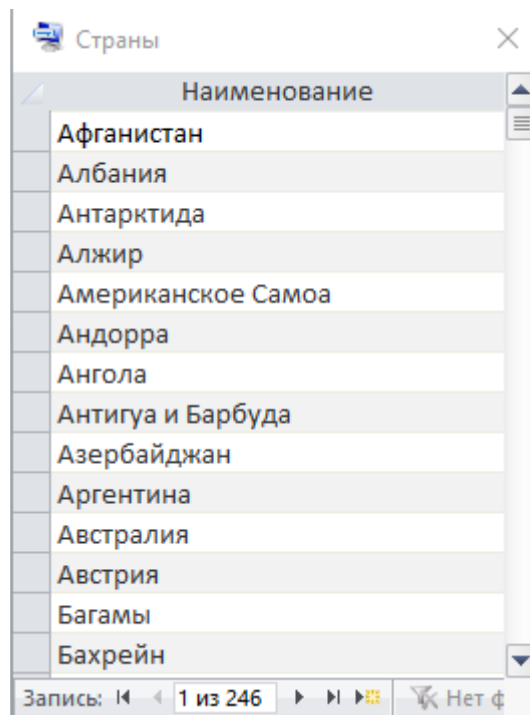 Страны
Наименование
Афганистан
Албания
Антарктида
Алжир
Американское Самоа
Андорра
Ангола
Антигуа и Барбуда
Азербайджан
Аргентина
Австралия
Австрия
Багамы
Бахрейн
Запись: 1 из 246 Нет ф